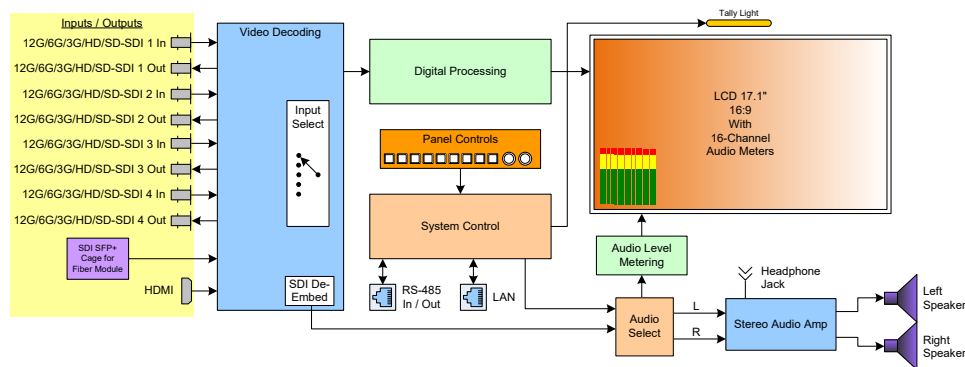 Inputs / Outputs
12G/6G/3G/HD/SD-SDI 1 In
12G/6G/3G/HD/SD-SDI 1 Out
12G/6G/3G/HD/SD-SDI 2 In
12G/6G/3G/HD/SD-SDI 2 Out
12G/6G/3G/HD/SD-SDI 3 In
12G/6G/3G/HD/SD-SDI 3 Out
12G/6G/3G/HD/SD-SDI 4 In
12G/6G/3G/HD/SD-SDI 4 Out
SDI SFP+
Cage for
Fiber Module
HDMI
Video Decoding
Input
Select
SDI De-
Embed
Digital Processing
Panel Controls
System Control
RS-485
In / Out
LAN
Tally Light
LCD 17.1"
16:9
With
16-Channel
Audio Meters
Audio Level
Metering
Audio
Select
L
R
Headphone
Jack
Stereo Audio Amp
Left
Speaker
Right
Speaker